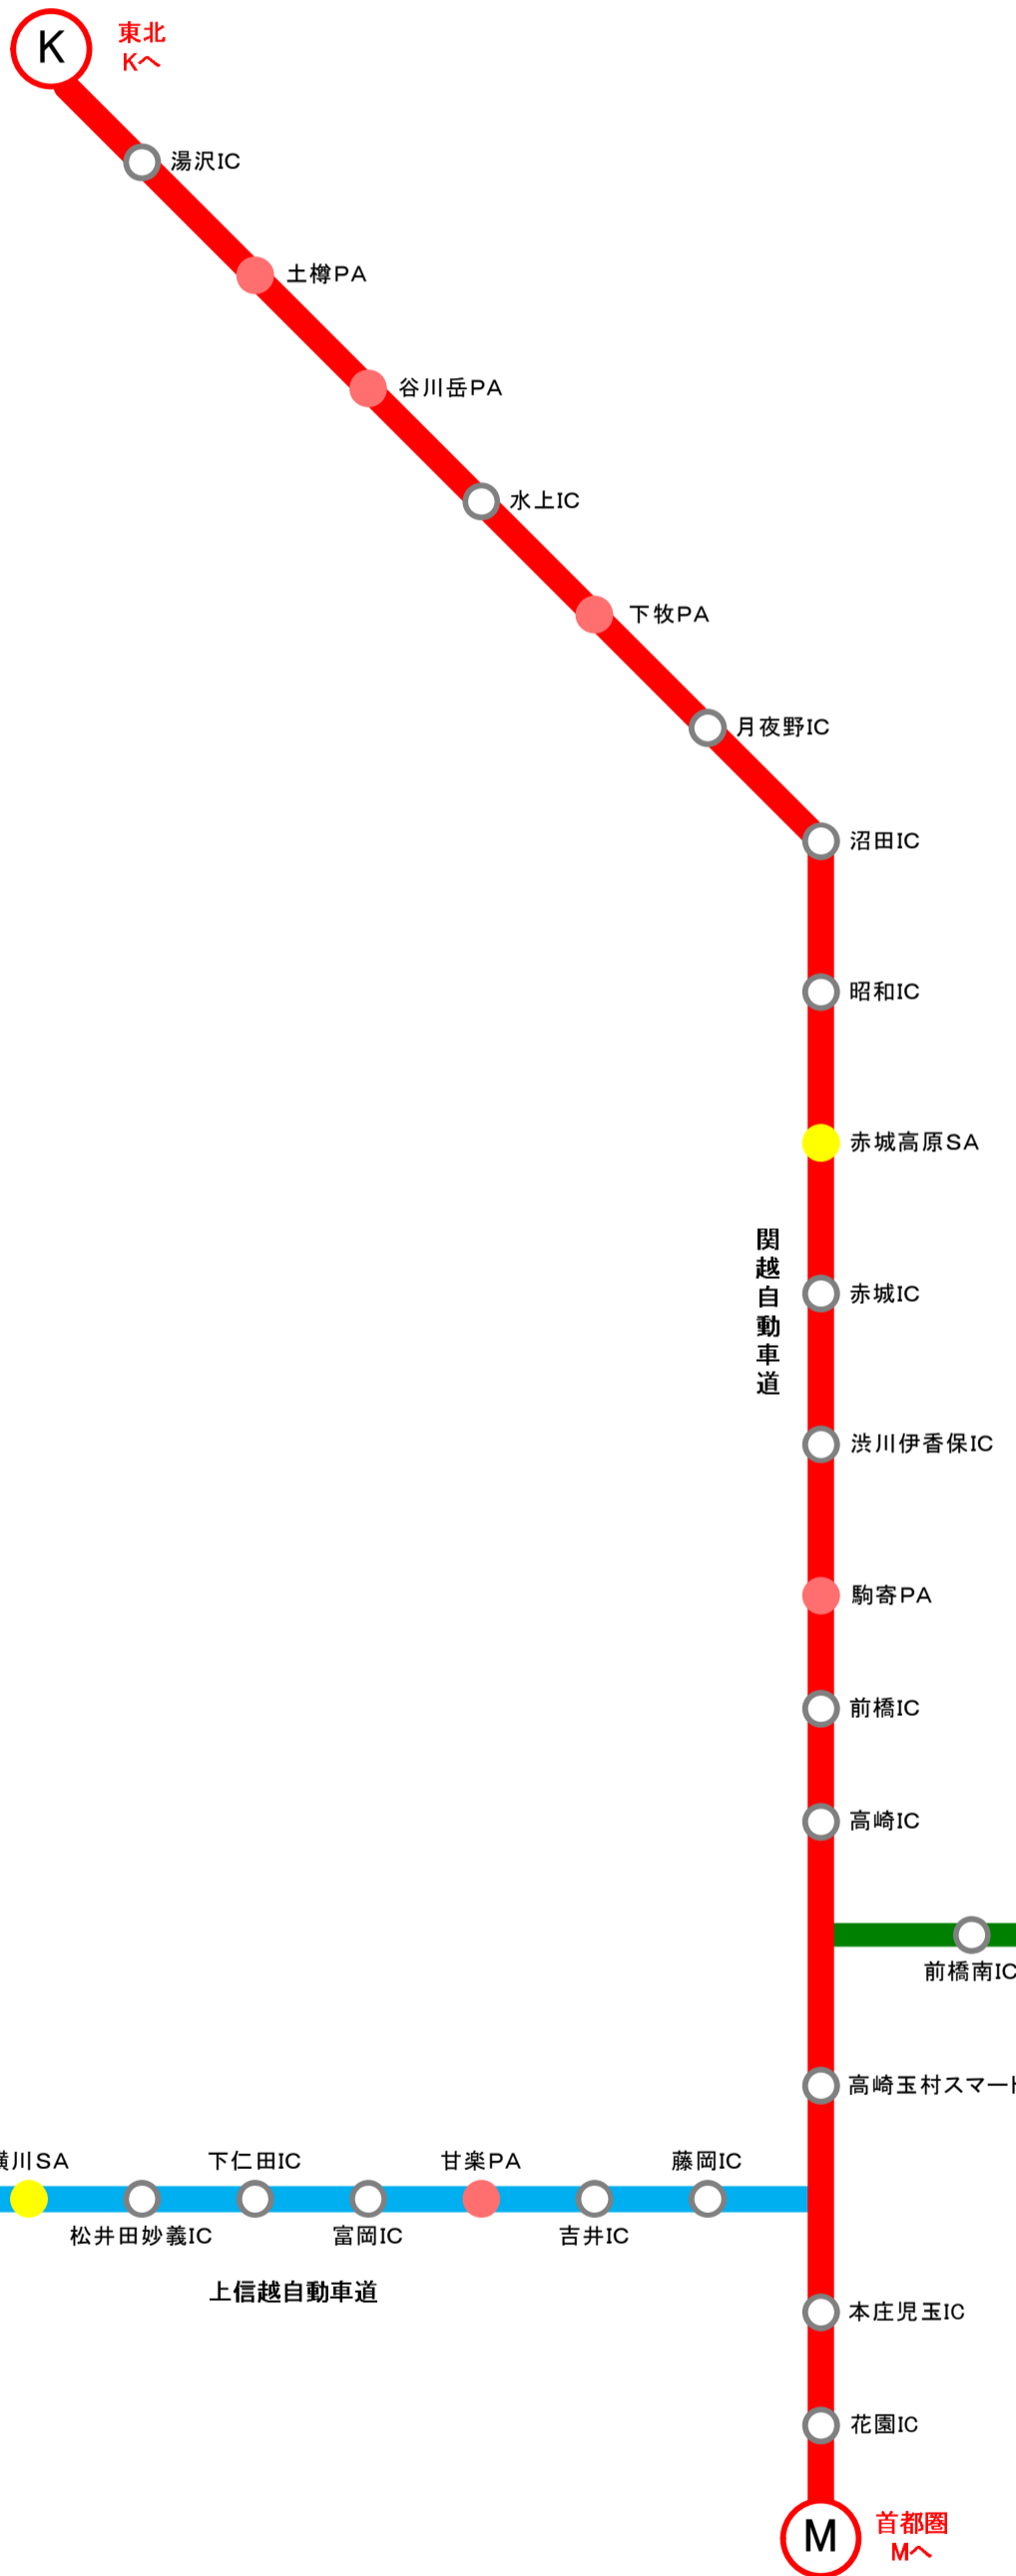 K
東北
Kへ
湯沢IC
土樽PA
谷川岳PA
水上IC
下牧PA
月夜野IC
沼田IC
昭和IC
赤城高原SA
関越自動車道
赤城IC
渋川伊香保IC
駒寄PA
前橋IC
高崎IC
前橋南IC
高崎玉村スマート
横川SA
下仁田IC
甘楽PA
藤岡IC
松井田妙義IC
富岡IC
吉井IC
上信越自動車道
本庄児玉IC
花園IC
M
首都圏
Mへ